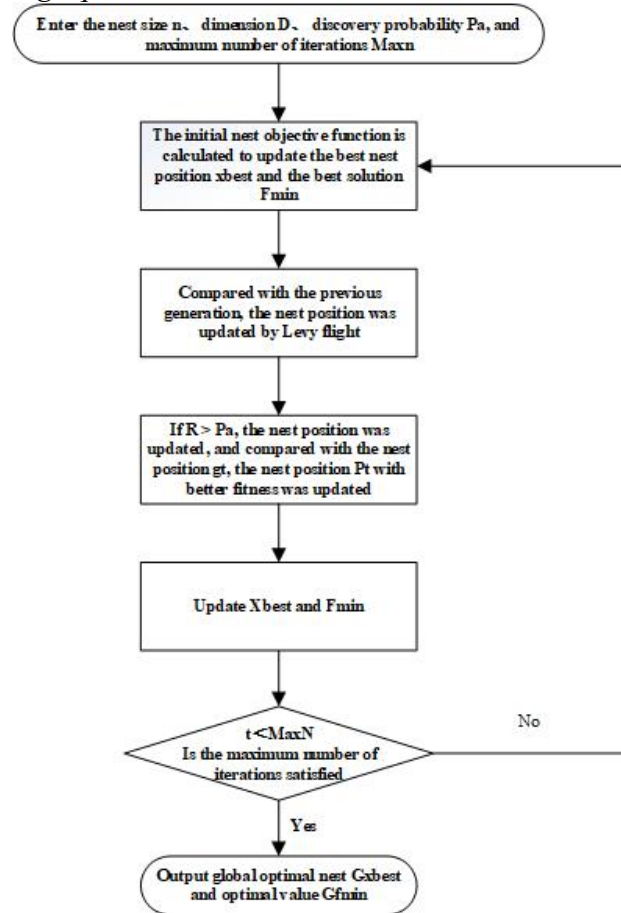 Enter the nest size n、 dimension D、 discovery probability Pa, and
maximum number of iterations Maxn
The initial nest objective function is
calculated to update the best nest
position xbest and the best solution
Fmin
Compared with the previous
generation, the nest position was
updated by Levy flight
If R > Pa, the nest position was
updated, and compared with the nest
position gt, the nest position Pt with
better fitness was updated
Update Xbest and Fmin
t<MaxN
Is the maximum number of
iterations satisfied
No
Yes
Output global optimal nest Gxbest
and optimal value Gfmin